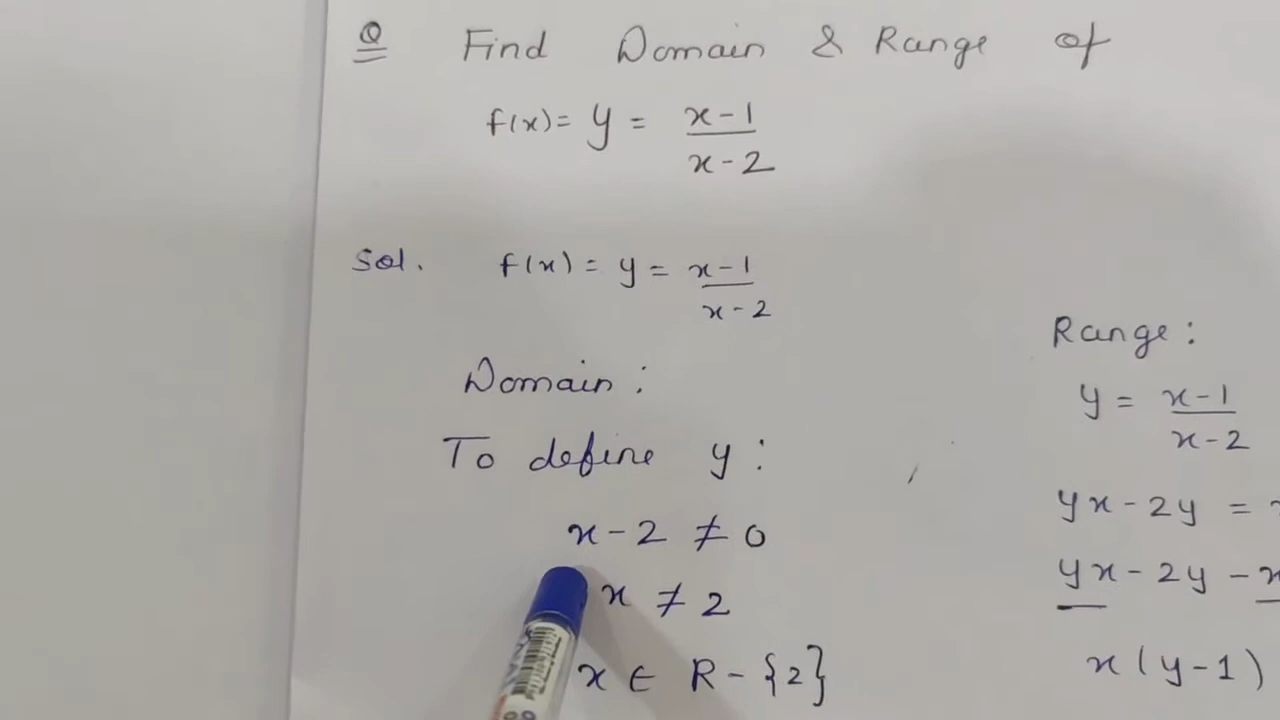 Q Find Domain & Range of
f(x) = y = x-1 / x-2
Sol. f(x) = y = x-1 / x-2
Domain :
To define y :
x - 2 ≠ 0
x ≠ 2
x ∈ R - {2}
Range :
y = x-1 / x-2
yx - 2y =
yx - 2y - x
x(y-1)